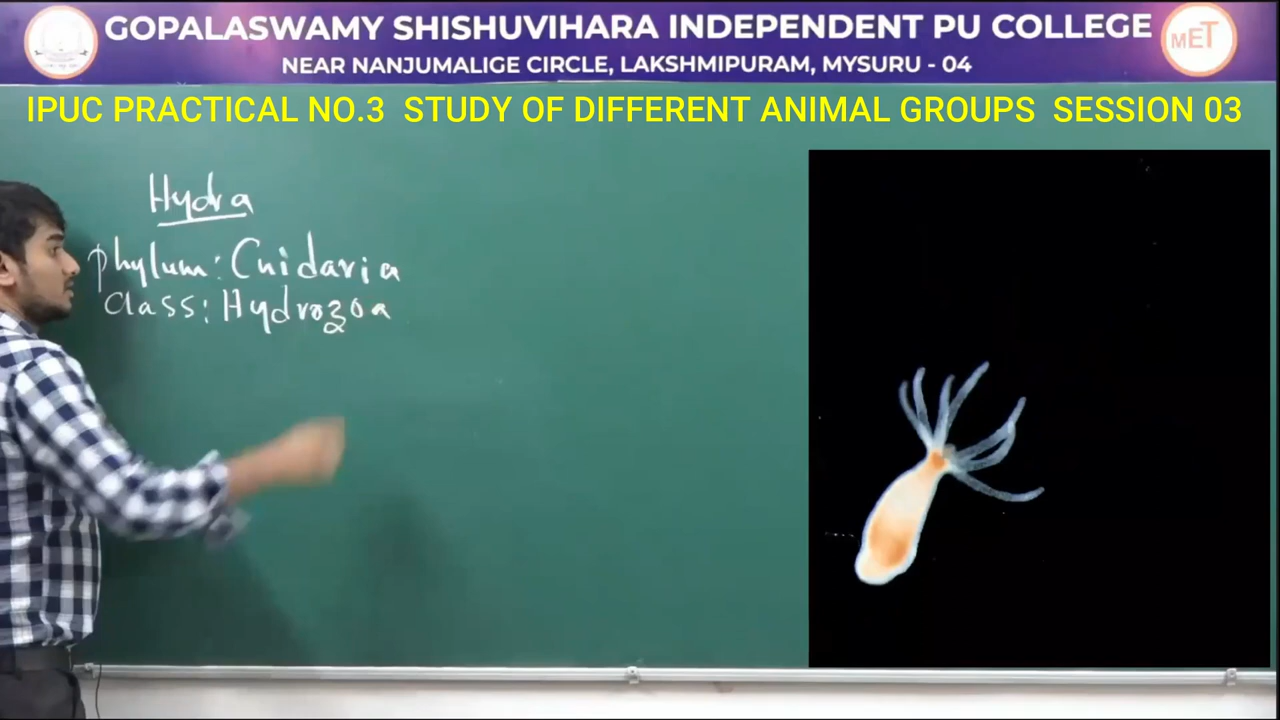 GOPALASWAMY SHISHUVIHARA INDEPENDENT PU COLLEGE
MET
NEAR NANJUMALIGE CIRCLE, LAKSHMIPURAM, MYSURU - 04
IPUC PRACTICAL NO.3 STUDY OF DIFFERENT ANIMAL GROUPS SESSION 03
Hydra
phylum: Cnidaria
Class: Hydrozoa